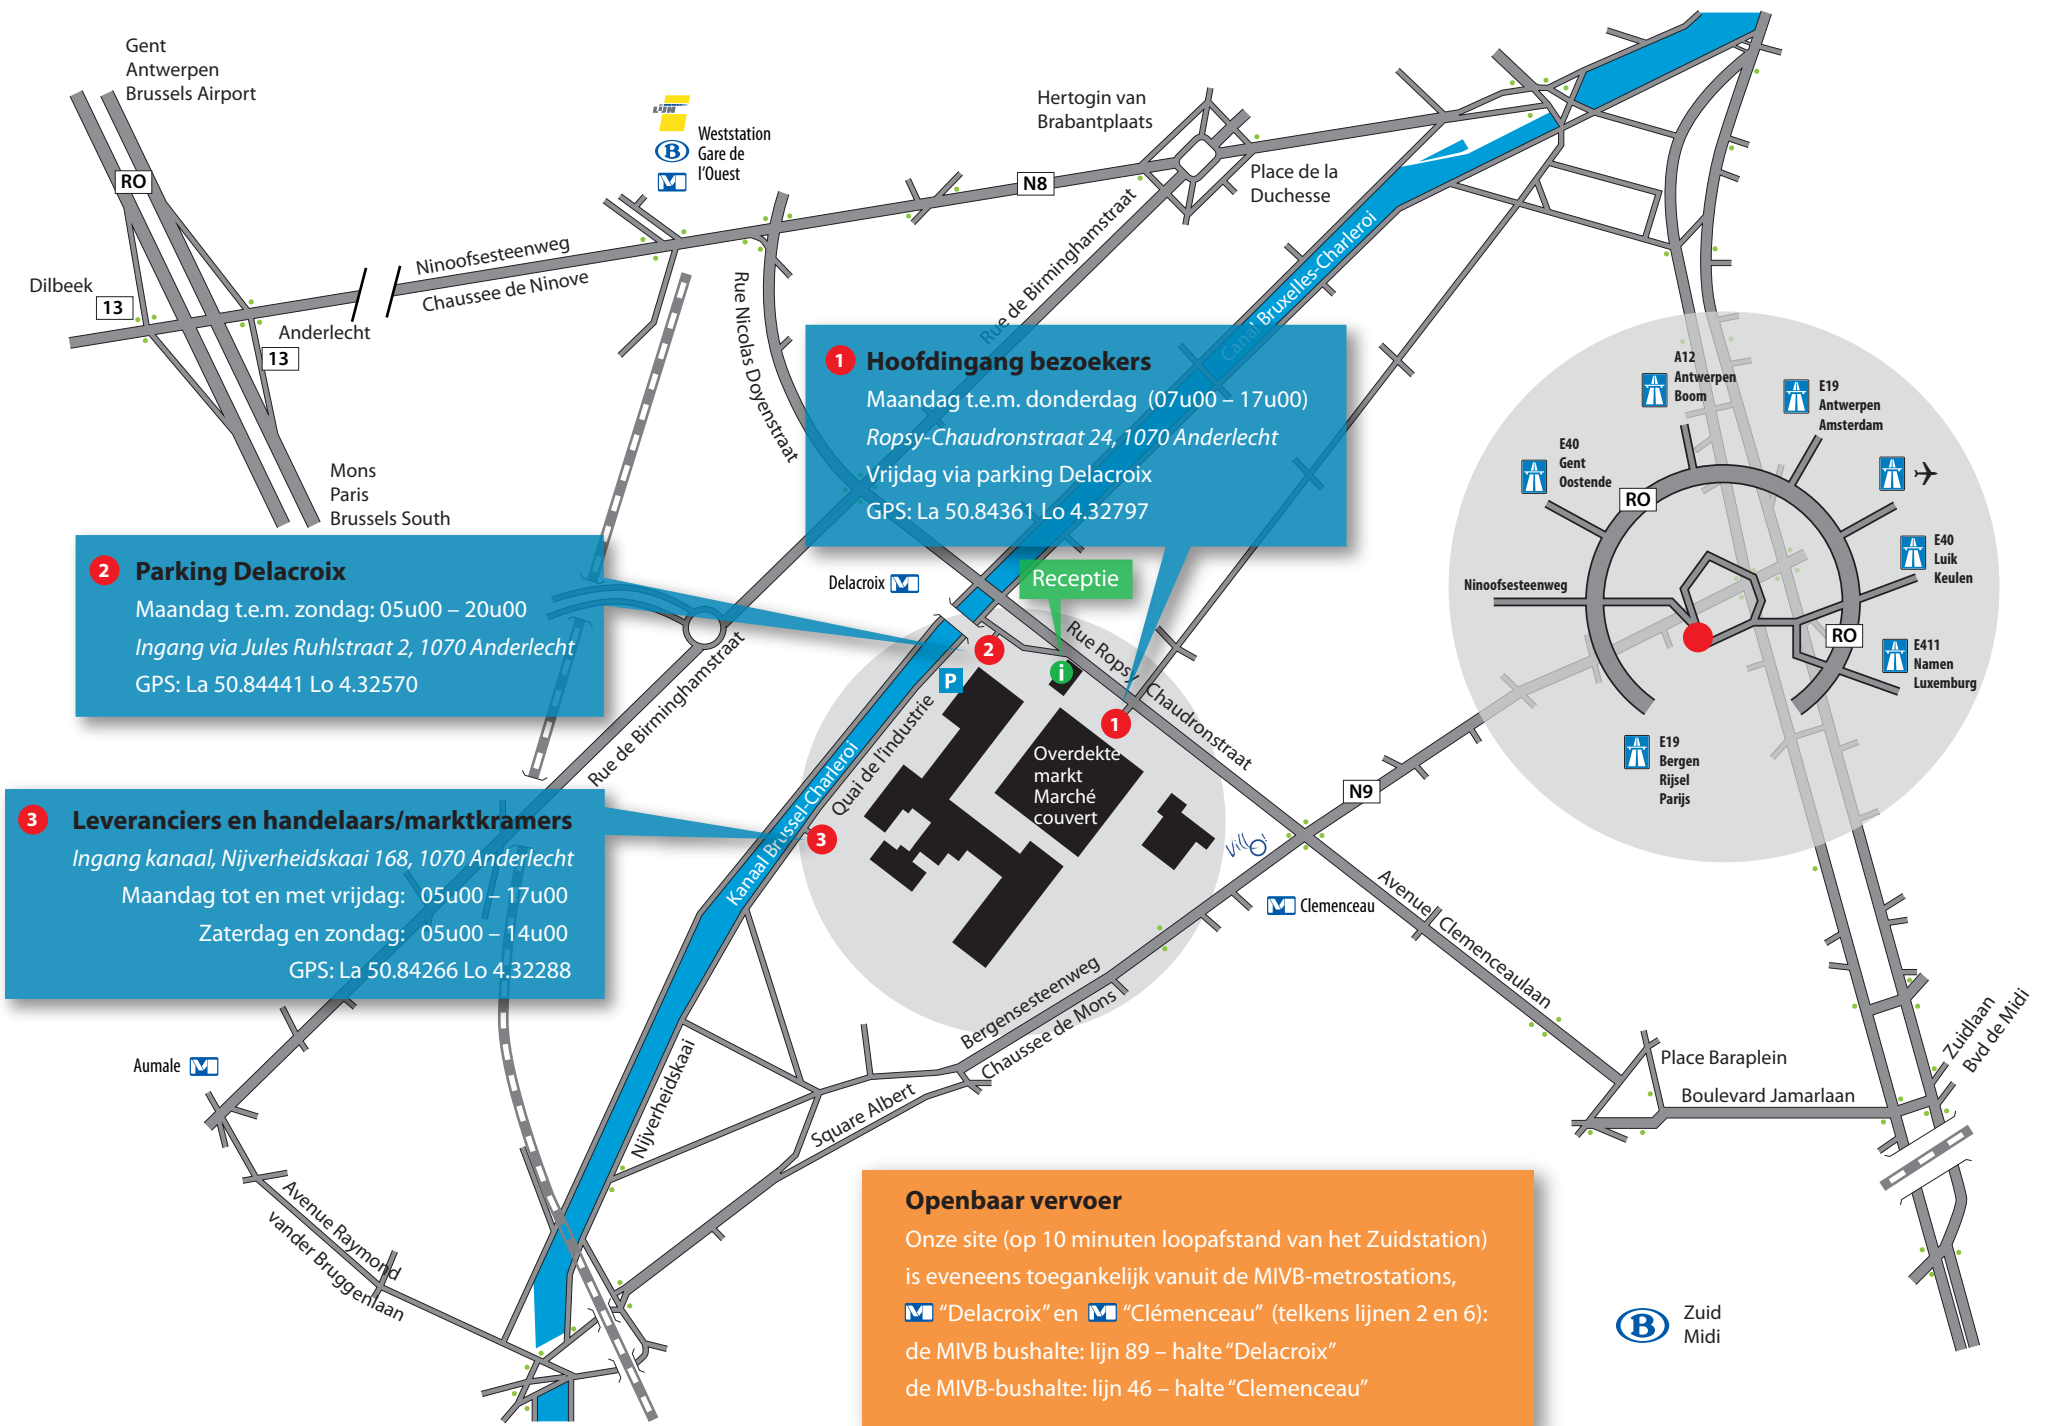 Gent
Antwerpen
Brussels Airport
RO
Dilbeek
13
Anderlecht
13
Ninoofsesteenweg
Chaussee de Ninove
Mons
Paris
Brussels South
LIJN
Weststation
B
Gare de
l'Ouest
M
N8
Hertogin van
Brabantplaats
Place de la
Duchesse
Rue Nicolas Doyenstraat
Rue de Birminghamstraat
Canal Bruxelles-Charleroi
1 Hoofdingang bezoekers
Maandag t.e.m. donderdag (07u00 – 17u00)
Ropsy-Chaudronstraat 24, 1070 Anderlecht
Vrijdag via parking Delacroix
GPS: La 50.84361 Lo 4.32797
2 Parking Delacroix
Maandag t.e.m. zondag: 05u00 – 20u00
Ingang via Jules Ruhlstraat 2, 1070 Anderlecht
GPS: La 50.84441 Lo 4.32570
3 Leveranciers en handelaars/marktkramers
Ingang kanaal, Nijverheidskaai 168, 1070 Anderlecht
Maandag tot en met vrijdag: 05u00 – 17u00
Zaterdag en zondag: 05u00 – 14u00
GPS: La 50.84266 Lo 4.32288
Delacroix M
Receptie
i
2
P
1
3
Rue Ropsy Chaudronstraat
Rue de Birminghamstraat
Kanaal Brussel-Charleroi
Quai de l'industrie
Overdekte
markt
Marché
couvert
Villo!
N9
M Clemenceau
Avenue Clemenceaulaan
Bergensesteenweg
Chaussee de Mons
Square Albert
Nijverheidskaai
Aumale M
Avenue Raymond
vander Bruggenlaan
Place Baraplein
Boulevard Jamarlaan
Zuidlaan
Bvd de Midi
A12
Antwerpen
Boom
E19
Antwerpen
Amsterdam
E40
Gent
Oostende
RO
E40
Luik
Keulen
Ninoofsesteenweg
RO
E411
Namen
Luxemburg
E19
Bergen
Rijsel
Parijs
Openbaar vervoer
Onze site (op 10 minuten loopafstand van het Zuidstation)
is eveneens toegankelijk vanuit de MIVB-metrostations,
M “Delacroix” en M “Clémenceau” (telkens lijnen 2 en 6):
de MIVB bushalte: lijn 89 – halte “Delacroix”
de MIVB-bushalte: lijn 46 – halte “Clemenceau”
B
Zuid
Midi